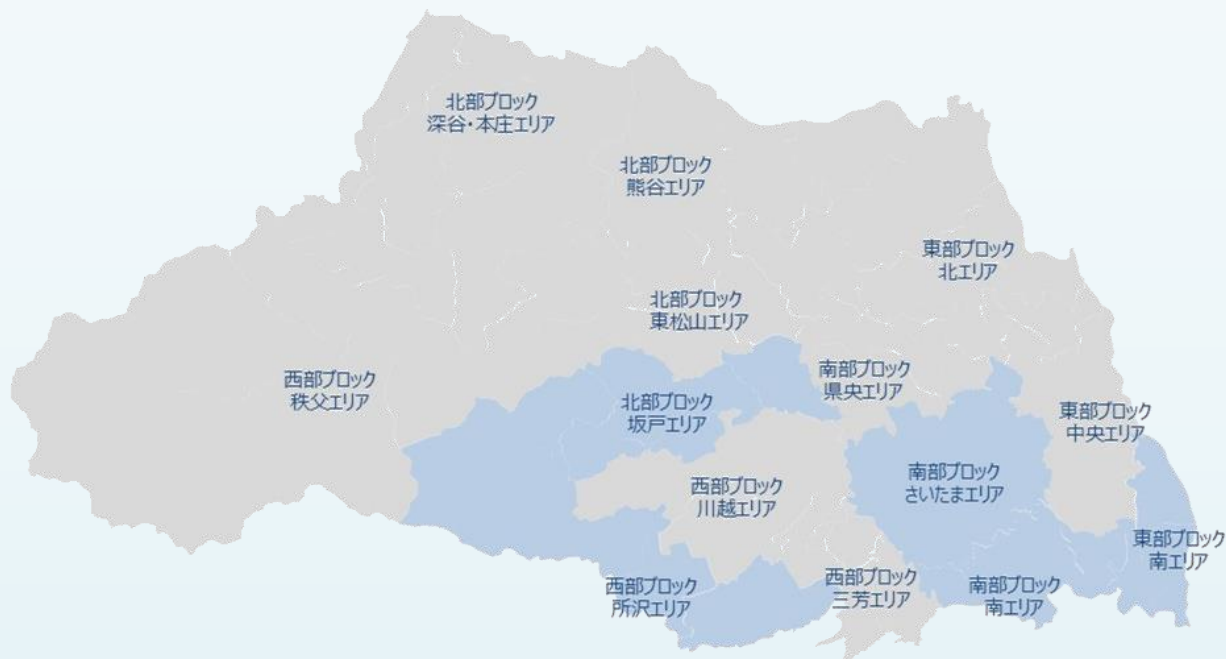 北部ブロック
深谷・本庄エリア
北部ブロック
熊谷エリア
東部ブロック
北エリア
北部ブロック
東松山エリア
西部ブロック
秩父エリア
南部ブロック
県央エリア
北部ブロック
坂戸エリア
東部ブロック
中央エリア
西部ブロック
川越エリア
南部ブロック
さいたまエリア
東部ブロック
南エリア
西部ブロック
所沢エリア
西部ブロック
三芳エリア
南部ブロック
南エリア